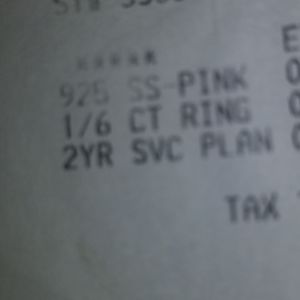 925 SS-PINK
1/6 CT RING
2YR SVC PLAN
TAX